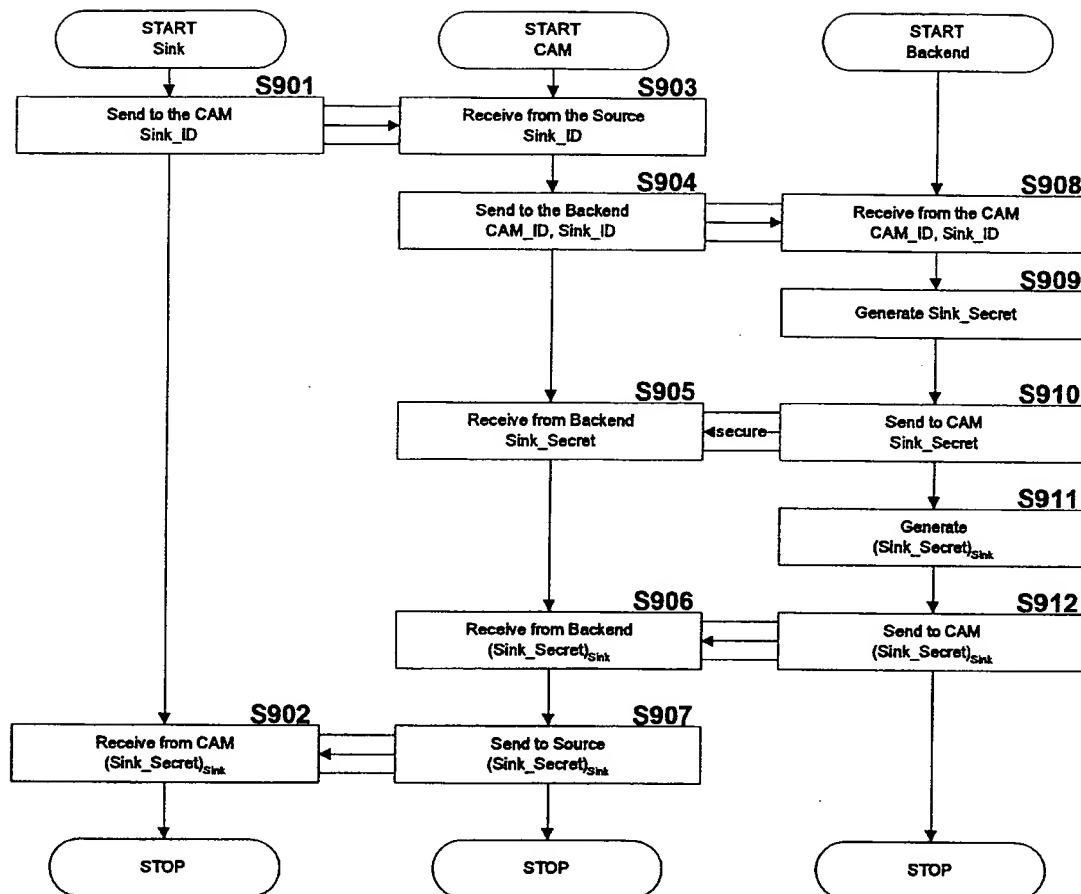 START
Sink
START
CAM
START
Backend
S901
Send to the CAM
Sink_ID
S903
Receive from the Source
Sink_ID
S904
Send to the Backend
CAM_ID, Sink_ID
S908
Receive from the CAM
CAM_ID, Sink_ID
S909
Generate Sink_Secret
S905
Receive from Backend
Sink_Secret
secure
S910
Send to CAM
Sink_Secret
S911
Generate
(Sink_Secret)Sink
S906
Receive from Backend
(Sink_Secret)Sink
S912
Send to CAM
(Sink_Secret)Sink
S902
Receive from CAM
(Sink_Secret)Sink
S907
Send to Source
(Sink_Secret)Sink
STOP
STOP
STOP